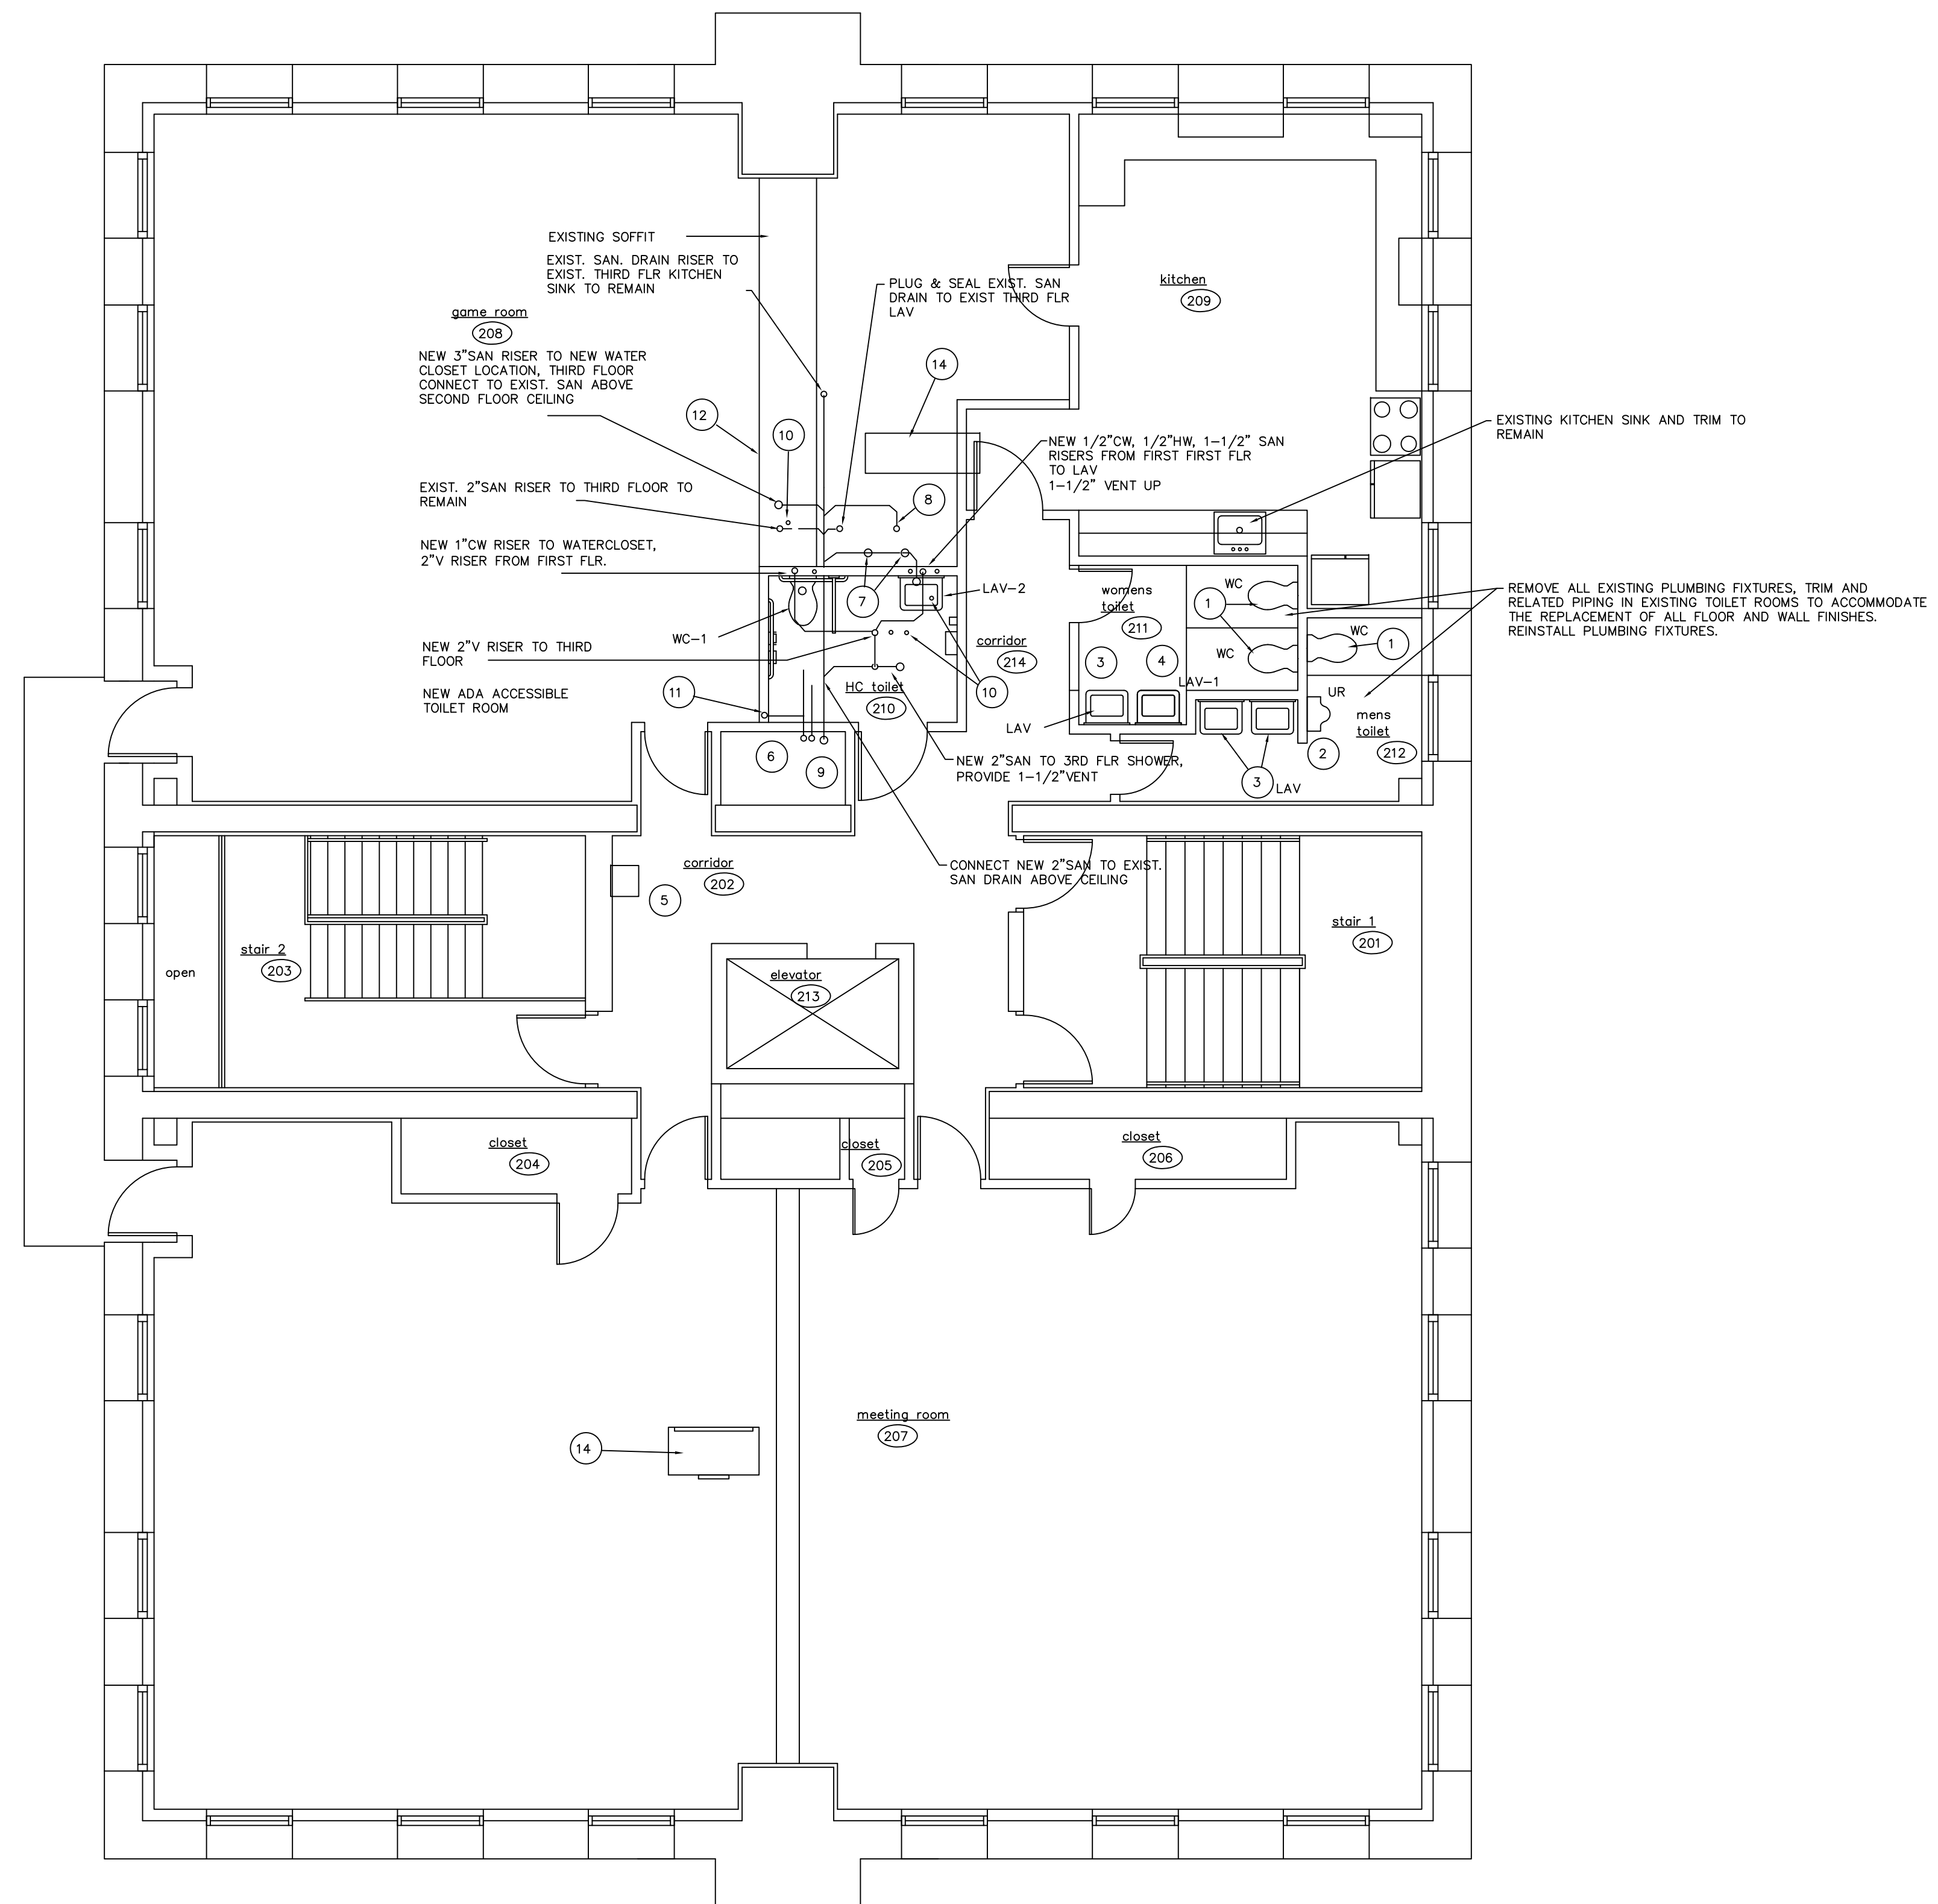 EXISTING SOFFIT
EXIST. SAN. DRAIN RISER TO
EXIST. THIRD FLR KITCHEN
SINK TO REMAIN
PLUG & SEAL EXIST. SAN
DRAIN TO EXIST THIRD FLR
LAV
kitchen
209
game room
208
NEW 3"SAN RISER TO NEW WATER
CLOSET LOCATION, THIRD FLOOR
CONNECT TO EXIST. SAN ABOVE
SECOND FLOOR CEILING
14
12
10
EXISTING KITCHEN SINK AND TRIM TO
REMAIN
NEW 1/2"CW, 1/2"HW, 1-1/2" SAN
RISERS FROM FIRST FIRST FLR
TO LAV
1-1/2" VENT UP
EXIST. 2"SAN RISER TO THIRD FLOOR TO
REMAIN
8
NEW 1"CW RISER TO WATERCLOSET,
2"V RISER FROM FIRST FLR.
7
LAV-2
WC-1
womens
toilet
211
WC
1
WC
REMOVE ALL EXISTING PLUMBING FIXTURES, TRIM AND
RELATED PIPING IN EXISTING TOILET ROOMS TO ACCOMMODATE
THE REPLACEMENT OF ALL FLOOR AND WALL FINISHES.
REINSTALL PLUMBING FIXTURES.
WC
1
NEW 2"V RISER TO THIRD
FLOOR
corridor
214
3
4
LAV-1
NEW ADA ACCESSIBLE
TOILET ROOM
11
HC toilet
210
10
UR
mens
toilet
212
LAV
6
9
2
3
LAV
NEW 2"SAN TO 3RD FLR SHOWER,
PROVIDE 1-1/2"VENT
corridor
202
CONNECT NEW 2"SAN TO EXIST.
SAN DRAIN ABOVE CEILING
5
stair 2
203
open
stair 1
201
elevator
213
closet
204
closet
205
closet
206
meeting room
207
14